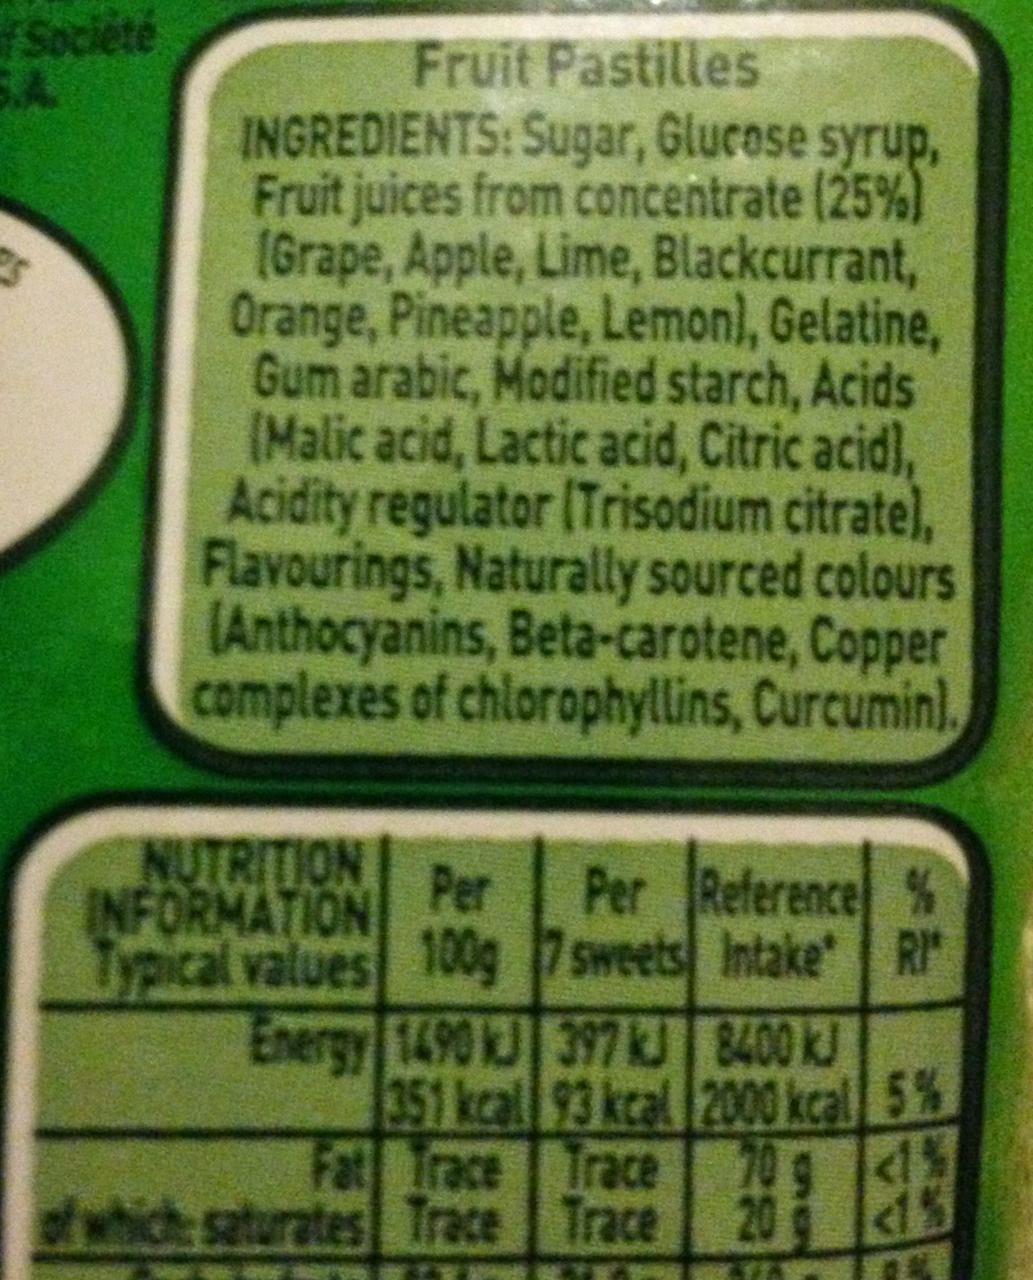 f Société
S.A.
es
Fruit Pastilles
INGREDIENTS: Sugar, Glucose syrup,
Fruit juices from concentrate (25%)
(Grape, Apple, Lime, Blackcurrant,
Orange, Pineapple, Lemon), Gelatine,
Gum arabic, Modified starch, Acids
(Malic acid, Lactic acid, Citric acid),
Acidity regulator (Trisodium citrate),
Flavourings, Naturally sourced colours
(Anthocyanins, Beta-carotene, Copper
complexes of chlorophyllins, Curcumin).
NUTRITION INFORMATION Typical values | Per 100g | Per 7 sweets | Reference Intake* | % RI*
Energy 1490 kJ 397 kJ 8400 kJ
351 kcal 93 kcal 2000 kcal 5%
Fat Trace Trace 70 g <1%
of which: saturates Trace Trace 20 g <1%